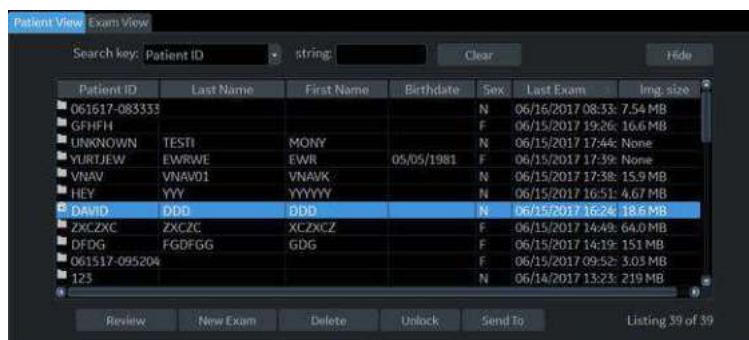 Patient View Exam View
Search key: Patient ID string: Clear Hide
Patient ID Last Name First Name Birthdate Sex Last Exam Img. size
061617-083333 N 06/16/2017 08:33: 7.54 MB
GFHFH F 06/15/2017 19:26: 16.6 MB
UNKNOWN TESTI MONY N 06/15/2017 17:44: None
YURTJEW EWRWE EWR 05/05/1981 F 06/15/2017 17:39: None
VNAV VNAV01 VNAVK N 06/15/2017 17:38: 15.9 MB
HEY YYY YYYYYY N 06/15/2017 16:51: 4.67 MB
DAVID DDD DDD N 06/15/2017 16:24: 18.6 MB
ZXCZXC ZXCZC XCZXCZ F 06/15/2017 14:49: 64.0 MB
DFDG FGDFGG GDG F 06/15/2017 14:19: 151 MB
061517-095204 F 06/15/2017 09:52: 3.03 MB
123 N 06/14/2017 13:23: 219 MB
Review New Exam Delete Unlock Send To Listing 39 of 39